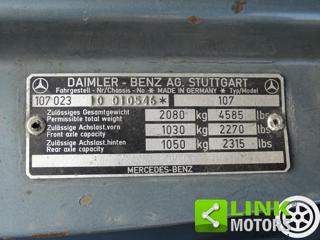 DAIMLER - BENZ AG. STUTTGART
Fahrgestell - Nr/Chassis - No * MADE IN GERMANY * Typ/Model
107 023 10 010546* 107
Zulässiges Gesamtgewicht 2080 kg 4585 lbs
Permissible total weight
Zulässige Achslast,vorn 1030 kg 2270 lbs
Front axle capacity
Zulässige Achslast,hinten 1050 kg 2315 lbs
Rear axle capacity
MERCEDES-BENZ
LINK
MOTORS